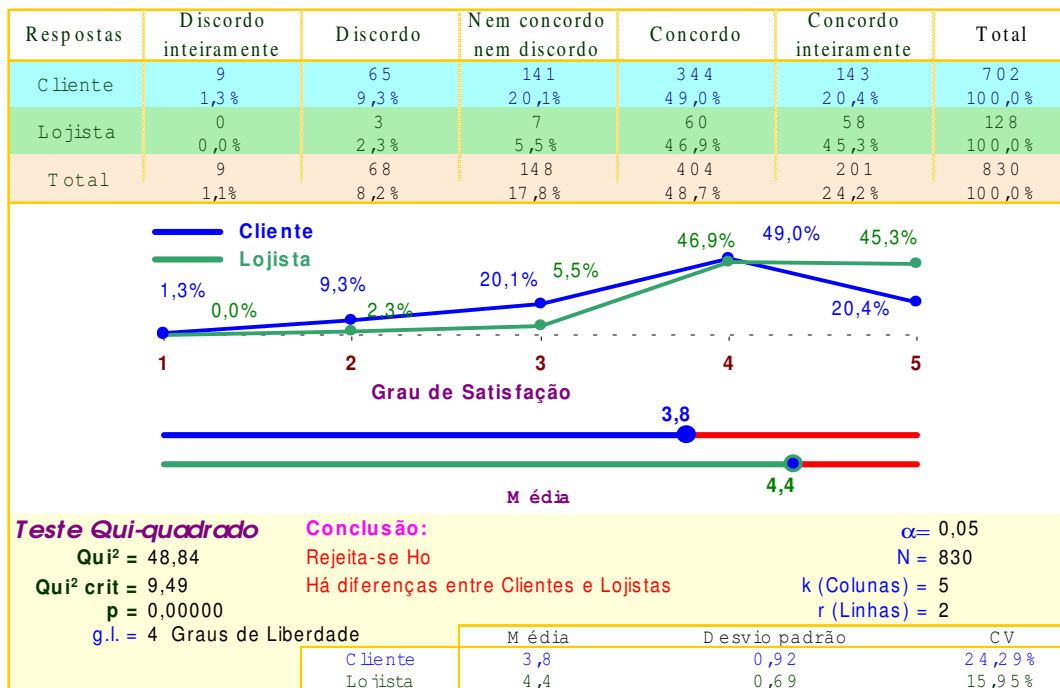 Respostas Discordo inteiramente Discordo Nem concordo nem discordo Concordo Concordo inteiramente Total
Cliente 9 65 141 344 143 702
1,3% 9,3% 20,1% 49,0% 20,4% 100,0%
Lojista 0 3 7 60 58 128
0,0% 2,3% 5,5% 46,9% 45,3% 100,0%
Total 9 68 148 404 201 830
1,1% 8,2% 17,8% 48,7% 24,2% 100,0%
Cliente
Lojista
1,3% 9,3% 20,1% 49,0% 20,4%
0,0% 2,3% 5,5% 46,9% 45,3%
1 2 3 4 5
Grau de Satisfação
3,8
4,4
Média
Teste Qui-quadrado
Qui² = 48,84
Qui² crit = 9,49
p = 0,00000
g.l. = 4 Graus de Liberdade
Conclusão:
Rejeita-se Ho
Há diferenças entre Clientes e Lojistas
α= 0,05
N = 830
k (Colunas) = 5
r (Linhas) = 2
Média Desvio padrão CV
Cliente 3,8 0,92 24,29%
Lojista 4,4 0,69 15,95%